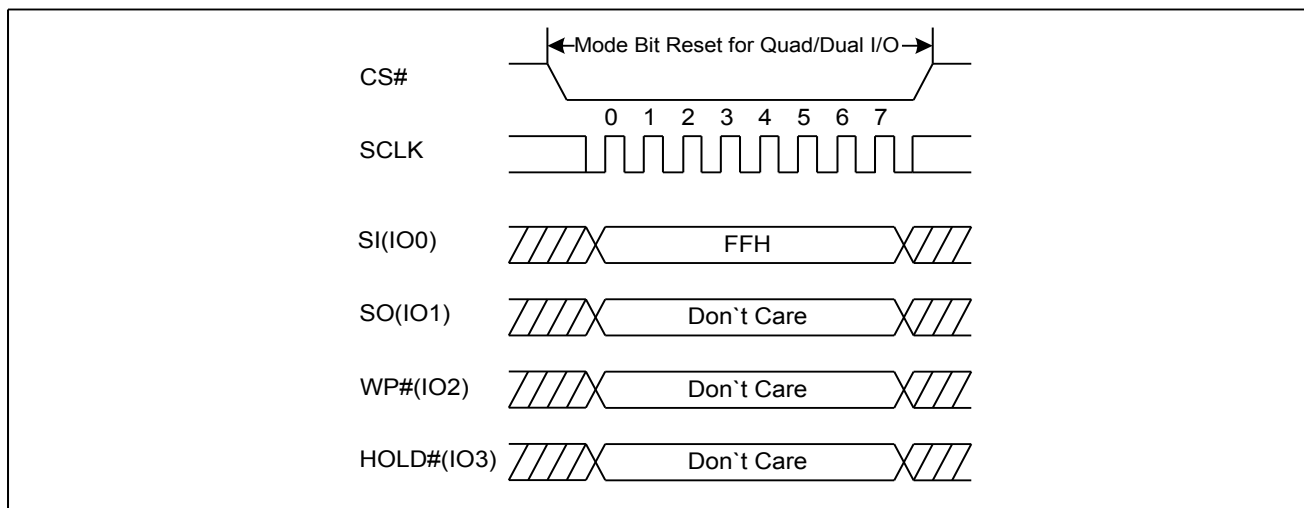 Mode Bit Reset for Quad/Dual I/O
CS#
0 1 2 3 4 5 6 7
SCLK
SI(IO0) FFH
SO(IO1) Don`t Care
WP#(IO2) Don`t Care
HOLD#(IO3) Don`t Care